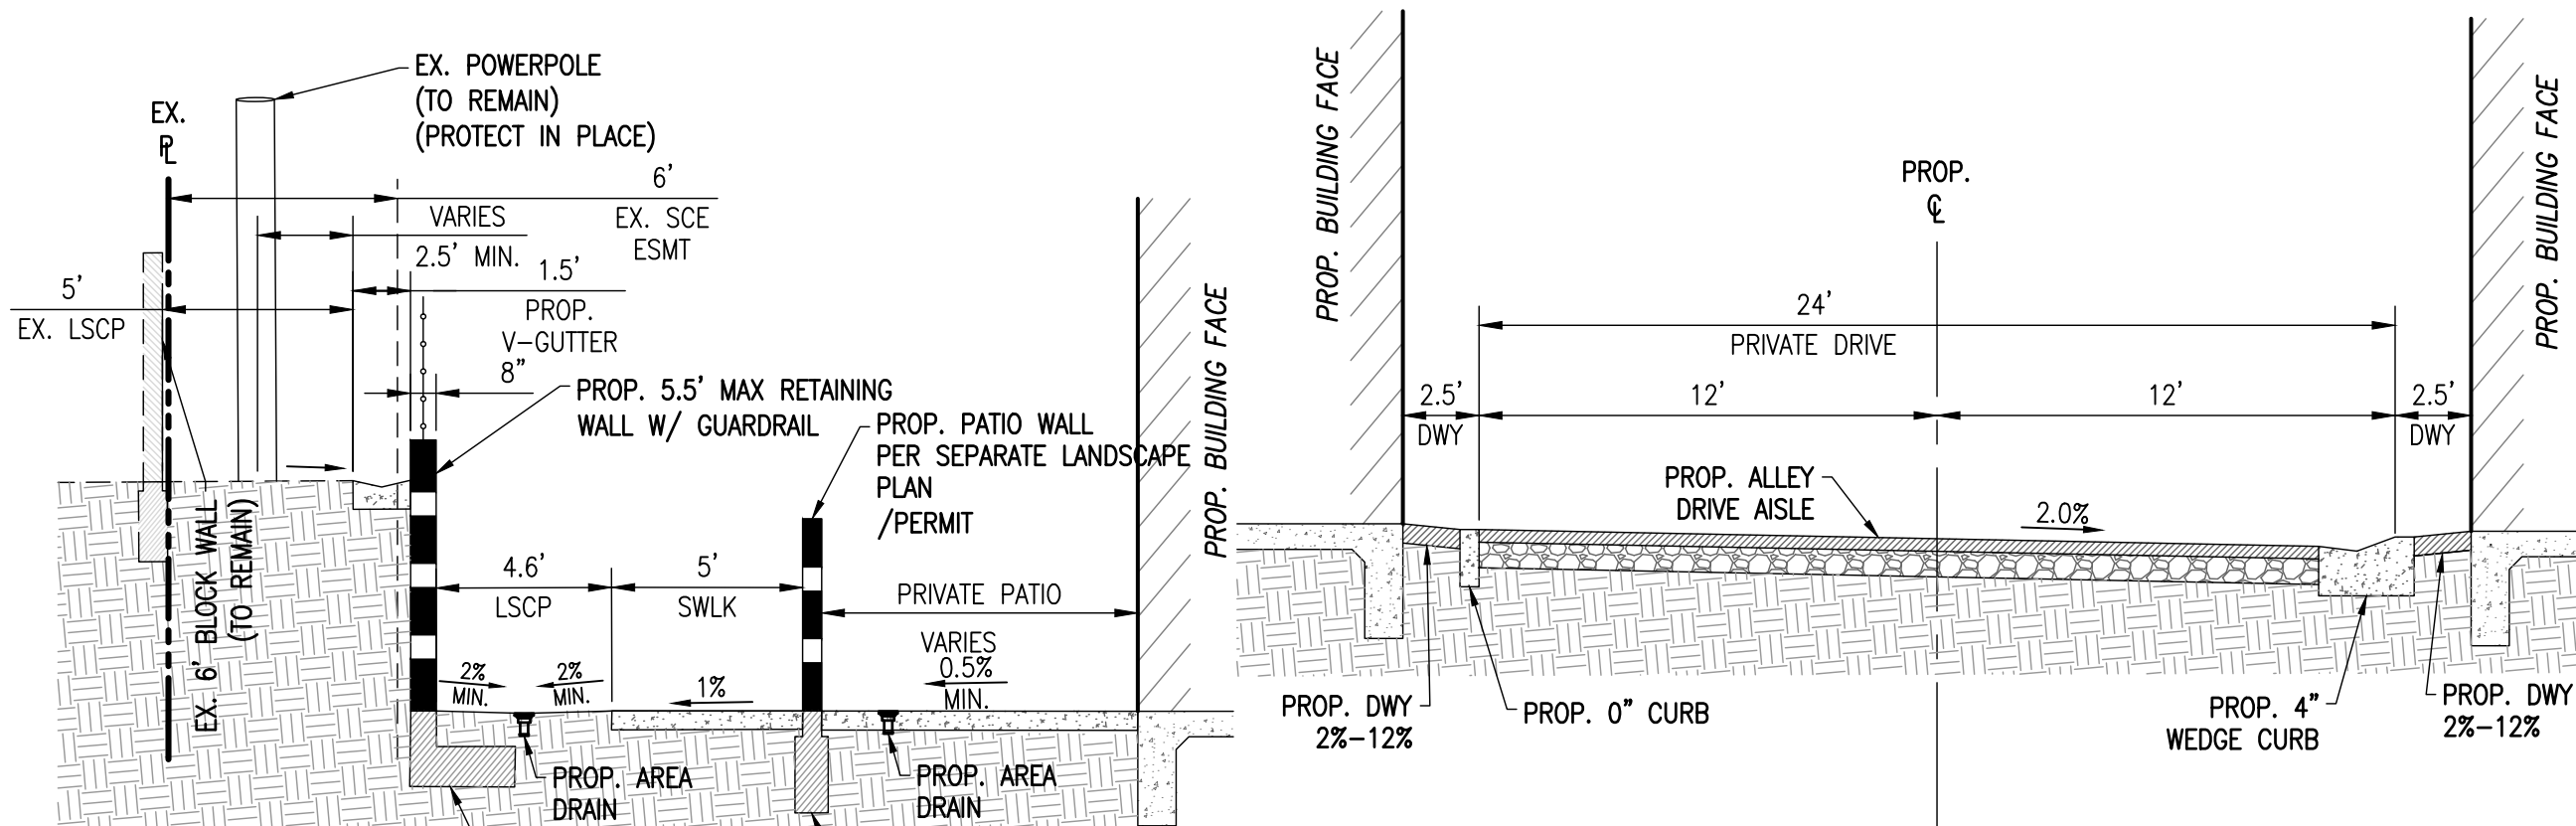 EX. POWERPOLE
(TO REMAIN)
(PROTECT IN PLACE)
EX.
PL
6'
EX. SCE
ESMT
VARIES
2.5' MIN.
1.5'
PROP.
V-GUTTER
5'
EX. LSCP
8"
PROP. 5.5' MAX RETAINING
WALL W/ GUARDRAIL
PROP. PATIO WALL
PER SEPARATE LANDSCAPE
PLAN
/PERMIT
PROP. BUILDING FACE
EX. 6' BLOCK WALL
(TO REMAIN)
4.6'
LSCP
5'
SWLK
PRIVATE PATIO
VARIES
2%
MIN.
2%
MIN.
1%
0.5%
MIN.
PROP. AREA
DRAIN
PROP. AREA
DRAIN
PROP. BUILDING FACE
PROP.
CL
PROP. BUILDING FACE
24'
PRIVATE DRIVE
2.5'
DWY
12'
12'
2.5'
DWY
PROP. ALLEY
DRIVE AISLE
2.0%
PROP. DWY
2%-12%
PROP. 0" CURB
PROP. 4"
WEDGE CURB
PROP. DWY
2%-12%